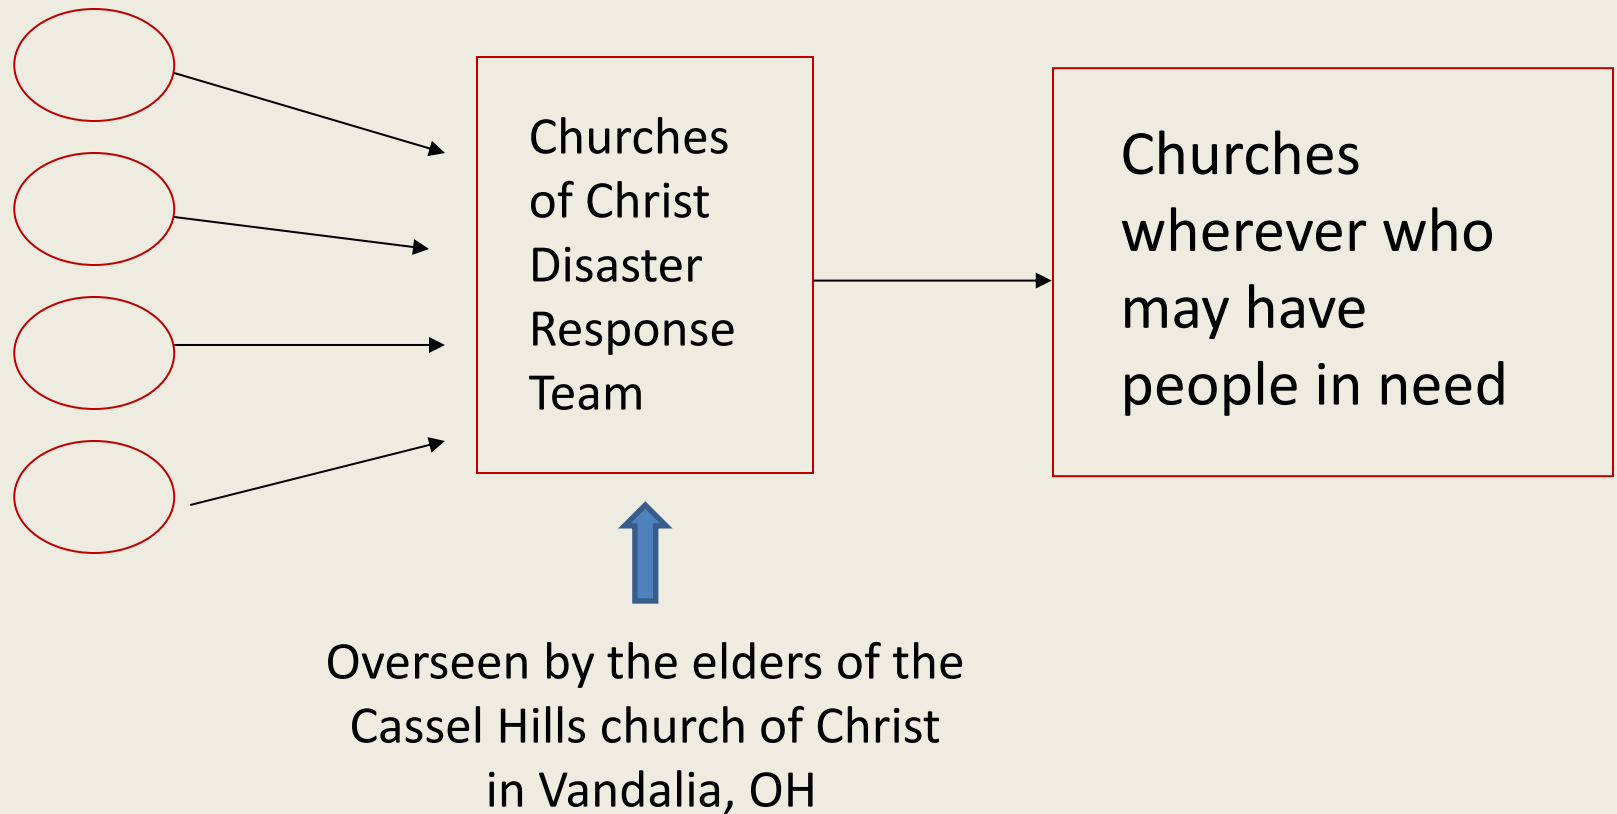 Churches
of Christ
Disaster
Response
Team
Churches
wherever who
may have
people in need
Overseen by the elders of the
Cassel Hills church of Christ
in Vandalia, OH